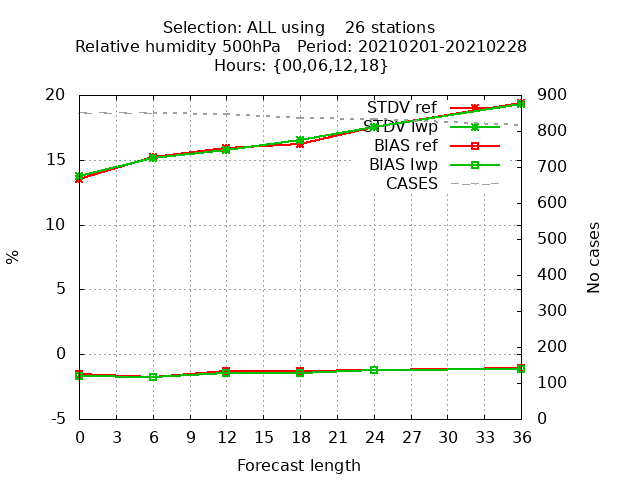 Selection: ALL using    26 stations
Relative humidity 500hPa   Period: 20210201-20210228
Hours: {00,06,12,18}
STDV ref
STDV lwp
BIAS ref
BIAS lwp
CASES
20
15
10
5
0
-5
%
900
800
700
600
500
400
300
200
100
0
No cases
0 3 6 9 12 15 18 21 24 27 30 33 36
Forecast length